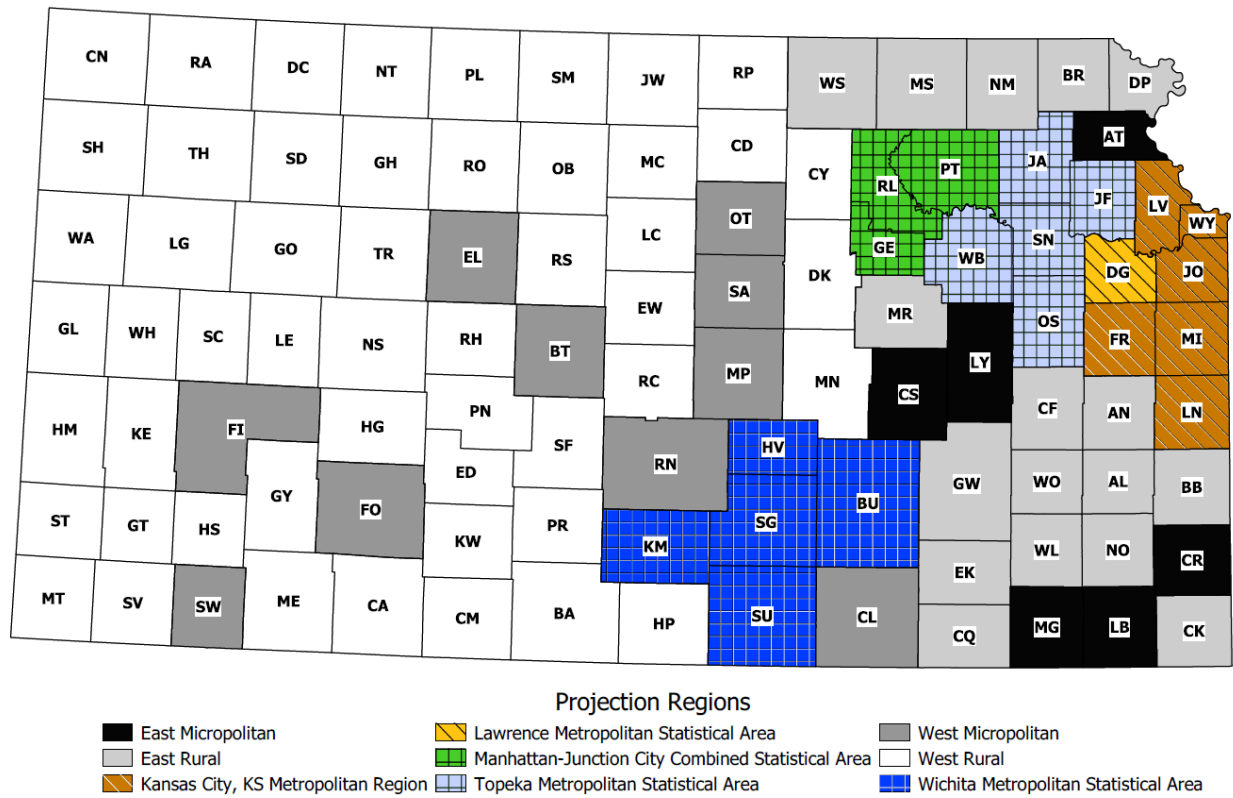 CN RA DC NT PL SM JW RP WS MS NM BR DP
SH TH SD GH RO OB MC CD CY RL PT JA AT
JF LV WY
WA LG GO TR EL RS LC OT DK GE WB SN DG JO
GL WH SC LE NS RH BT EW SA MR OS FR MI
RC MP MN CS LY
HM KE FI HG PN SF CF AN LN
ED RN HV
ST GT HS GY FO KW PR KM SG BU GW WO AL BB
WL NO CR
MT SV SW ME CA CM BA HP SU CL EK
CQ MG LB CK
Projection Regions
East Micropolitan
East Rural
Kansas City, KS Metropolitan Region
Lawrence Metropolitan Statistical Area
Manhattan-Junction City Combined Statistical Area
Topeka Metropolitan Statistical Area
West Micropolitan
West Rural
Wichita Metropolitan Statistical Area